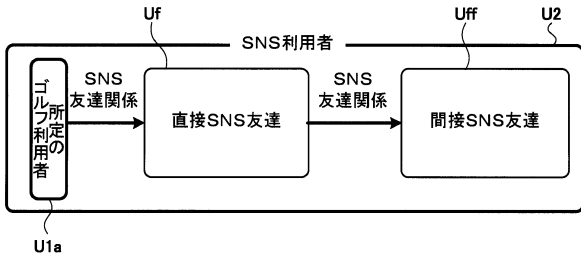 Uf
Uff
U2
SNS利用者
所定の
ゴルフ利用者
SNS
友達関係
直接SNS友達
SNS
友達関係
間接SNS友達
U1a